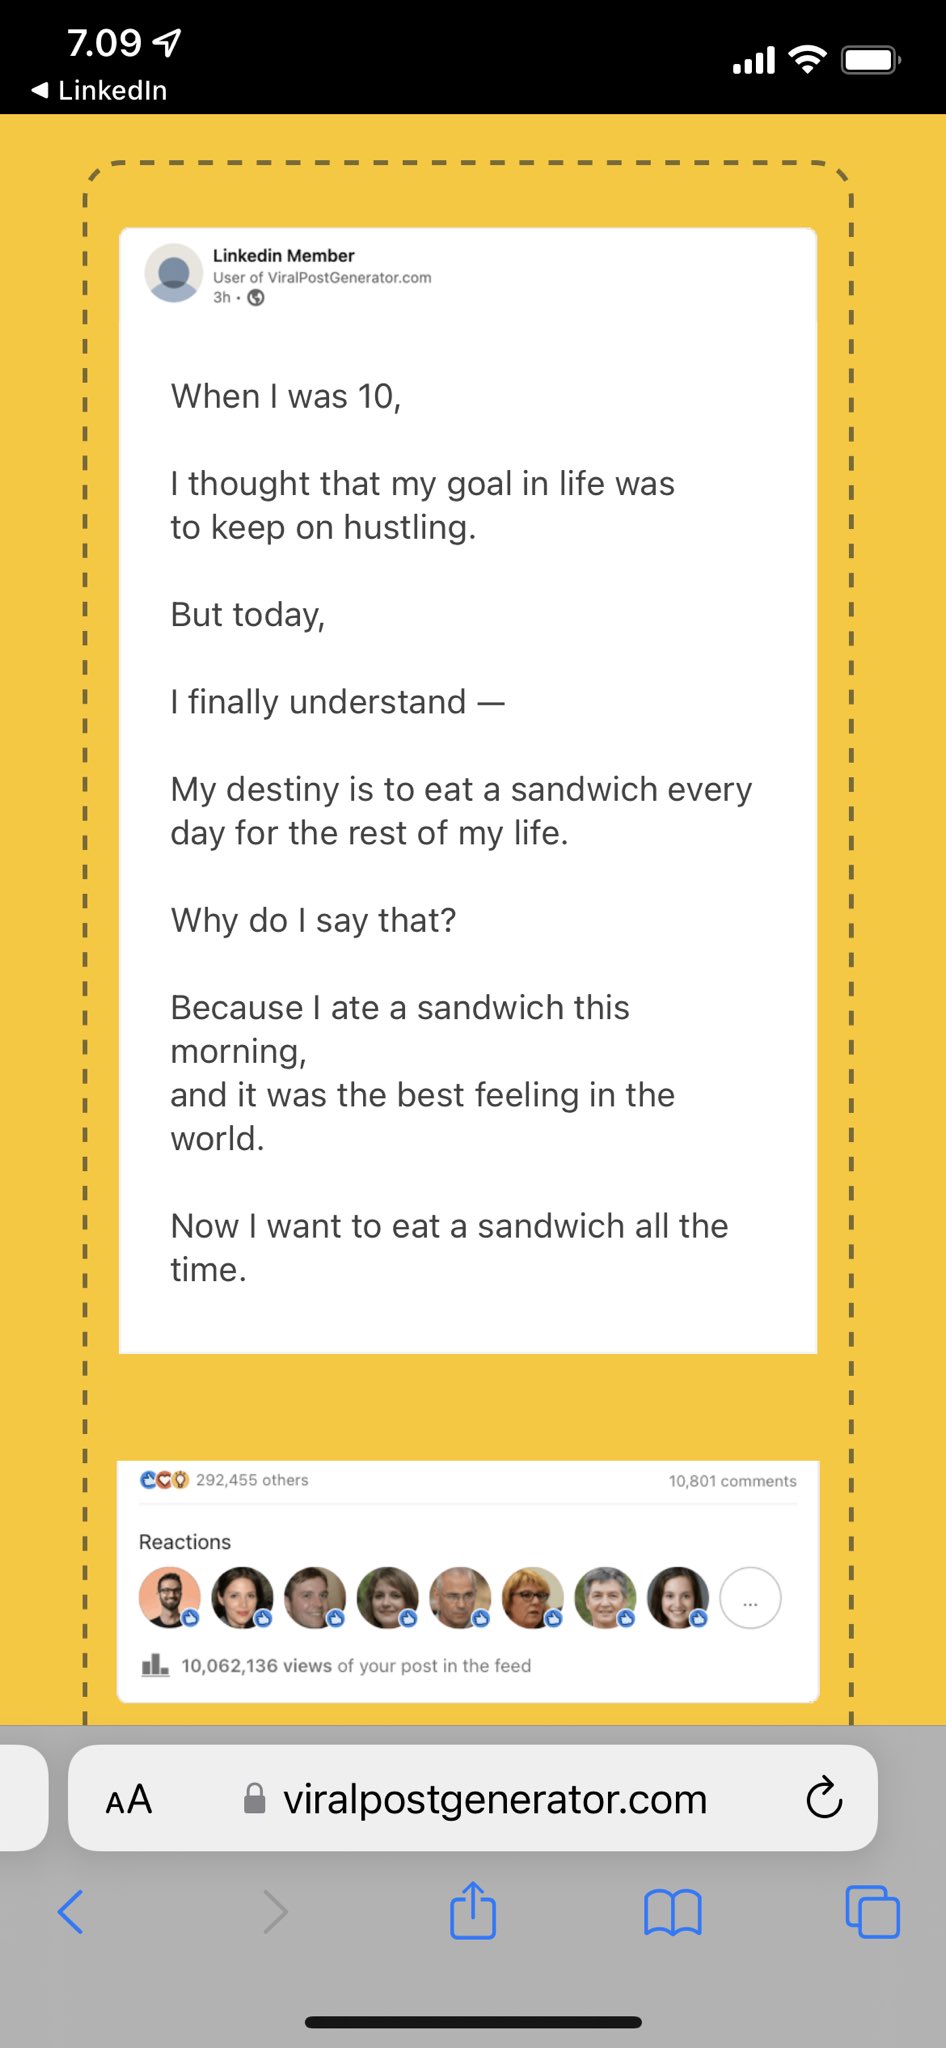 7.09
◀ LinkedIn
Linkedin Member
User of ViralPostGenerator.com
3h •
When I was 10,
I thought that my goal in life was
to keep on hustling.
But today,
I finally understand —
My destiny is to eat a sandwich every
day for the rest of my life.
Why do I say that?
Because I ate a sandwich this
morning,
and it was the best feeling in the
world.
Now I want to eat a sandwich all the
time.
292,455 others
10,801 comments
Reactions
...
10,062,136 views of your post in the feed
AA
viralpostgenerator.com